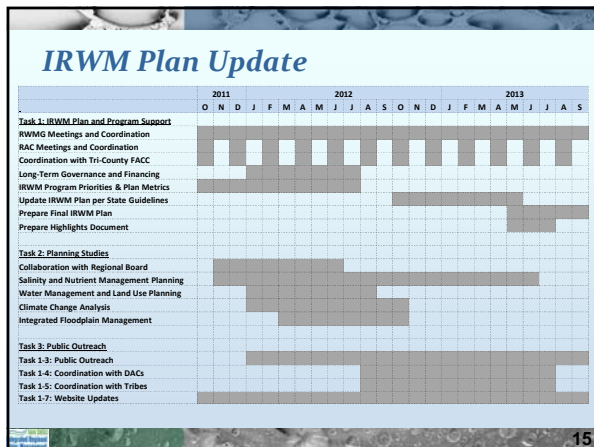 IRWM Plan Update
2011 2012 2013
O N D J F M A M J J A S O N D J F M A M J J A S
Task 1: IRWM Plan and Program Support
RWMG Meetings and Coordination
RAC Meetings and Coordination
Coordination with Tri-County FACC
Long-Term Governance and Financing
IRWM Program Priorities & Plan Metrics
Update IRWM Plan per State Guidelines
Prepare Final IRWM Plan
Prepare Highlights Document
Task 2: Planning Studies
Collaboration with Regional Board
Salinity and Nutrient Management Planning
Water Management and Land Use Planning
Climate Change Analysis
Integrated Floodplain Management
Task 3: Public Outreach
Task 1-3: Public Outreach
Task 1-4: Coordination with DACs
Task 1-5: Coordination with Tribes
Task 1-7: Website Updates
Integrated Regional
15